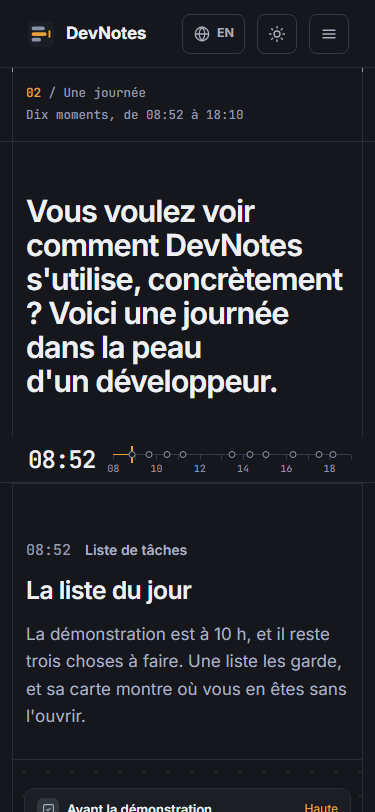 DevNotes
EN
02 / Une journée
Dix moments, de 08:52 à 18:10
Vous voulez voir
comment DevNotes
s'utilise, concrètement
? Voici une journée
dans la peau
d'un développeur.
08:52
08 10 12 14 16 18
08:52 Liste de tâches
La liste du jour
La démonstration est à 10 h, et il reste
trois choses à faire. Une liste les garde,
et sa carte montre où vous en êtes sans
l'ouvrir.
Avant la démonstration
Haute